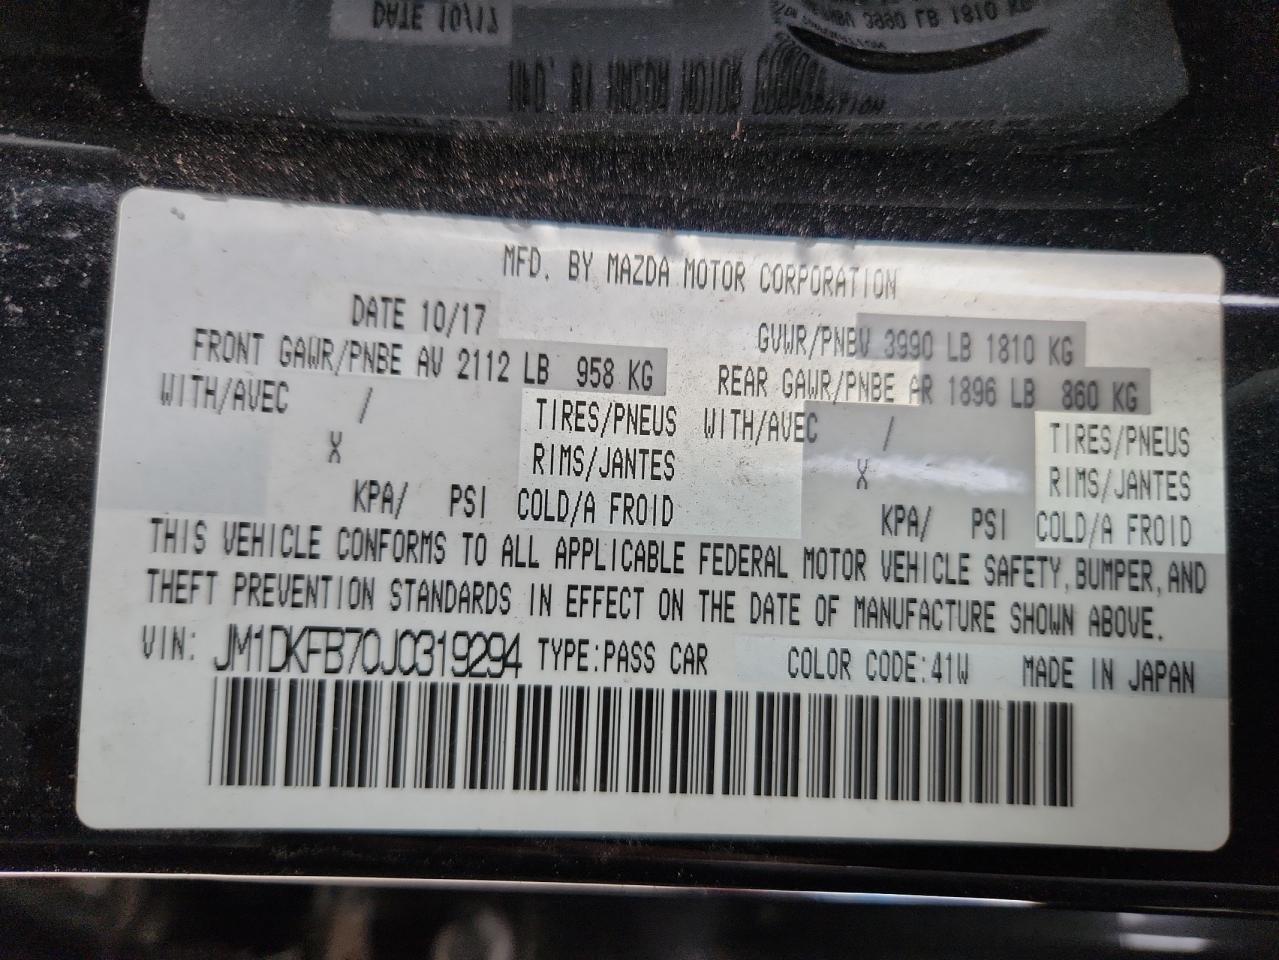 MFD. BY MAZDA MOTOR CORPORATION
DATE 10/17 GVWR/PNBV 3990 LB 1810 KG
FRONT GAWR/PNBE AV 2112 LB 958 KG REAR GAWR/PNBE AR 1896 LB 860 KG
WITH/AVEC / TIRES/PNEUS WITH/AVEC / TIRES/PNEUS
X RIMS/JANTES X RIMS/JANTES
KPA/ PSI COLD/A FROID KPA/ PSI COLD/A FROID
THIS VEHICLE CONFORMS TO ALL APPLICABLE FEDERAL MOTOR VEHICLE SAFETY, BUMPER, AND
THEFT PREVENTION STANDARDS IN EFFECT ON THE DATE OF MANUFACTURE SHOWN ABOVE.
VIN: JM1DKFB70J0319294 TYPE:PASS CAR COLOR CODE:41W MADE IN JAPAN